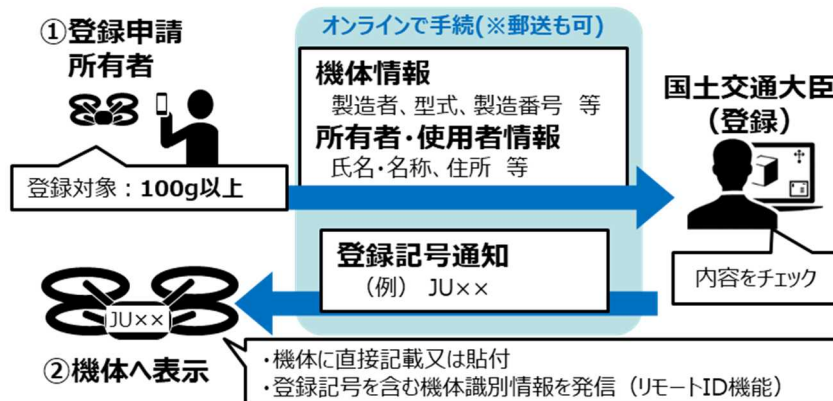 ①登録申請
所有者
登録対象：100g以上
オンラインで手続(※郵送も可)
機体情報
製造者、型式、製造番号 等
所有者・使用者情報
氏名・名称、住所 等
国土交通大臣
（登録）
内容をチェック
登録記号通知
（例） JU××
JU××
②機体へ表示
・機体に直接記載又は貼付
・登録記号を含む機体識別情報を発信（リモートID機能）